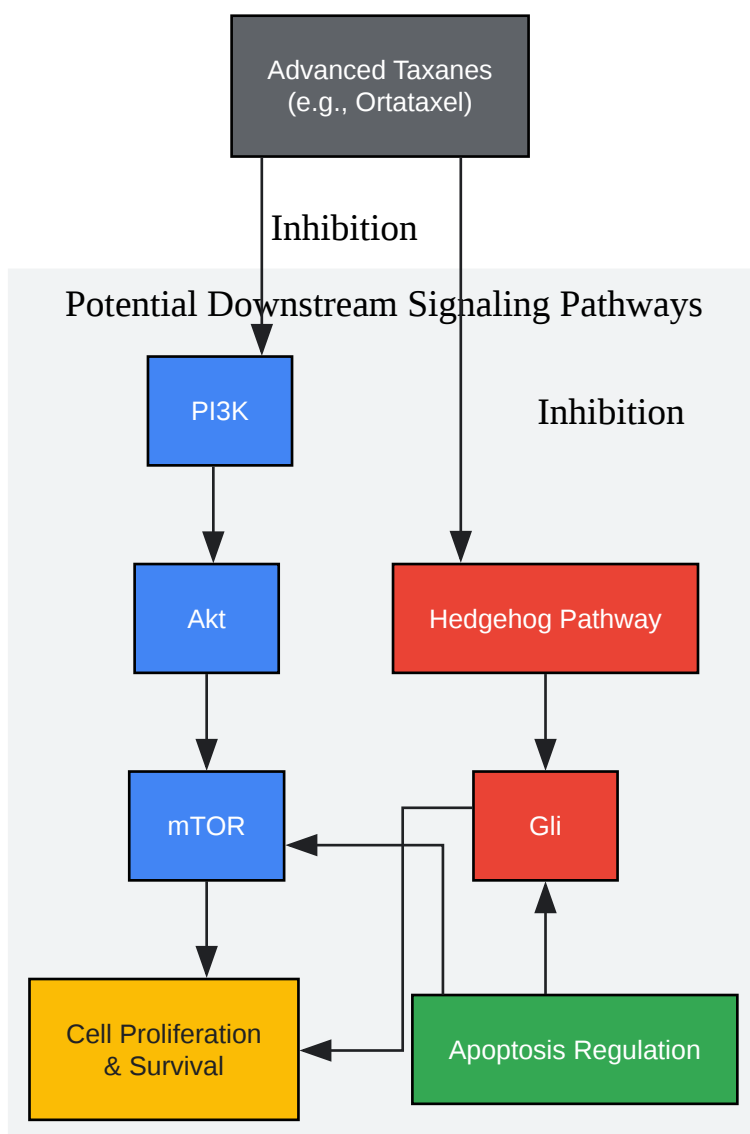 Advanced Taxanes
(e.g., Ortataxel)
Inhibition
Potential Downstream Signaling Pathways
PI3K
Inhibition
Akt
Hedgehog Pathway
mTOR
Gli
Cell Proliferation
& Survival
Apoptosis Regulation